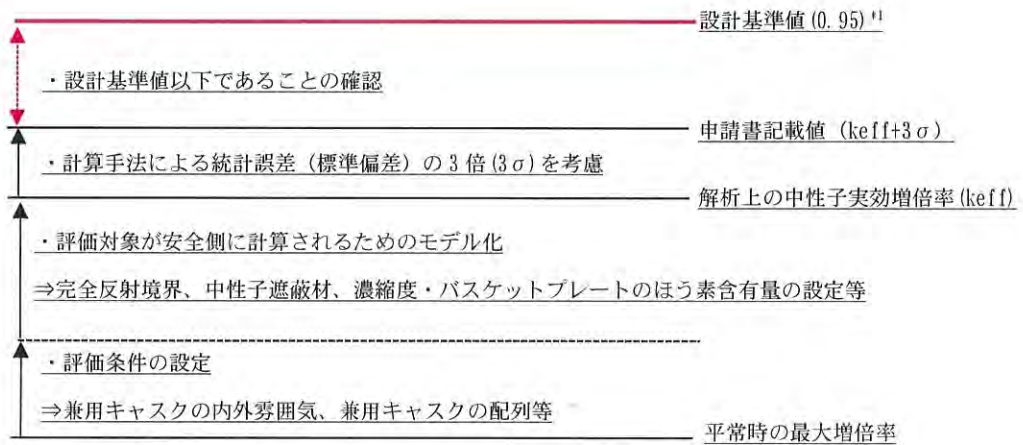 設計基準値(0.95)*1
・設計基準値以下であることの確認
申請書記載値（keff+3σ）
・計算手法による統計誤差（標準偏差）の3倍(3σ)を考慮
解析上の中性子実効増倍率(keff)
・評価対象が安全側に計算されるためのモデル化
⇒完全反射境界、中性子遮蔽材、濃縮度・バスケットプレートのほう素含有量の設定等
・評価条件の設定
⇒兼用キャスクの内外雰囲気、兼用キャスクの配列等
平常時の最大増倍率